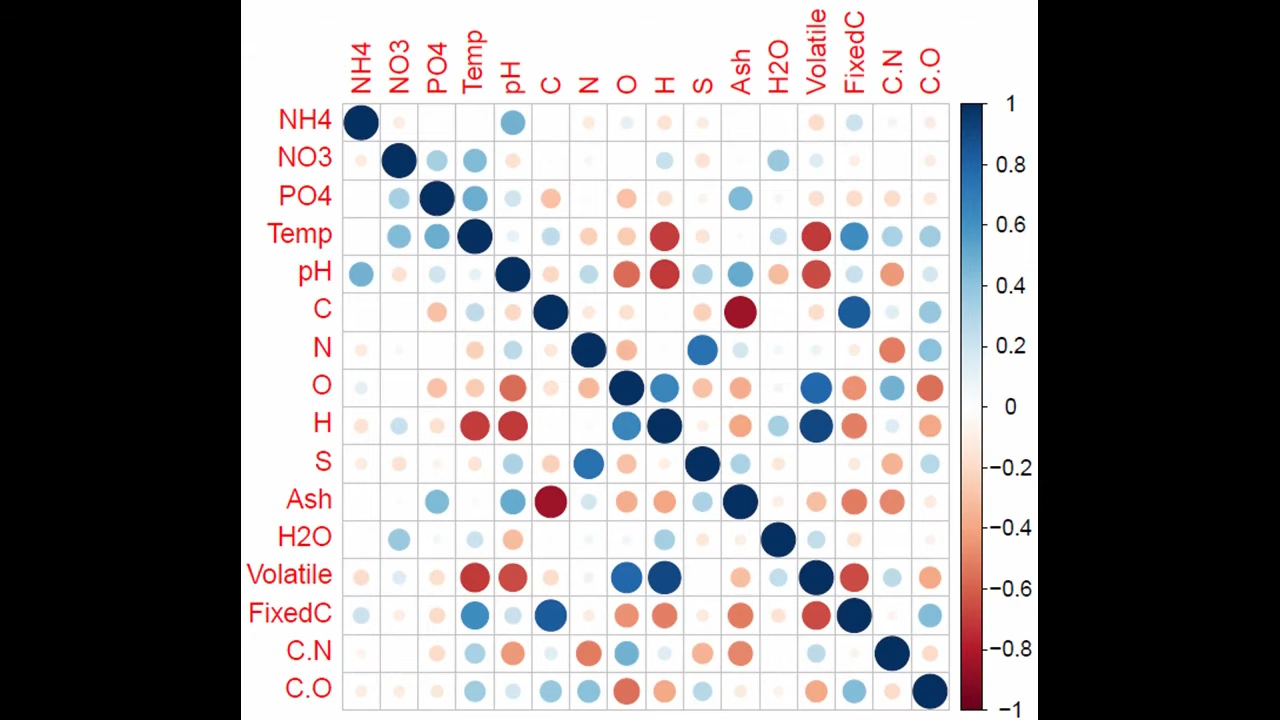 NH4
NO3
PO4
Temp
pH
C
N
O
H
S
Ash
H2O
Volatile
FixedC
C.N
C.O
NH4
NO3
PO4
Temp
pH
C
N
O
H
S
Ash
H2O
Volatile
FixedC
C.N
C.O
1
0.8
0.6
0.4
0.2
0
−0.2
−0.4
−0.6
−0.8
−1